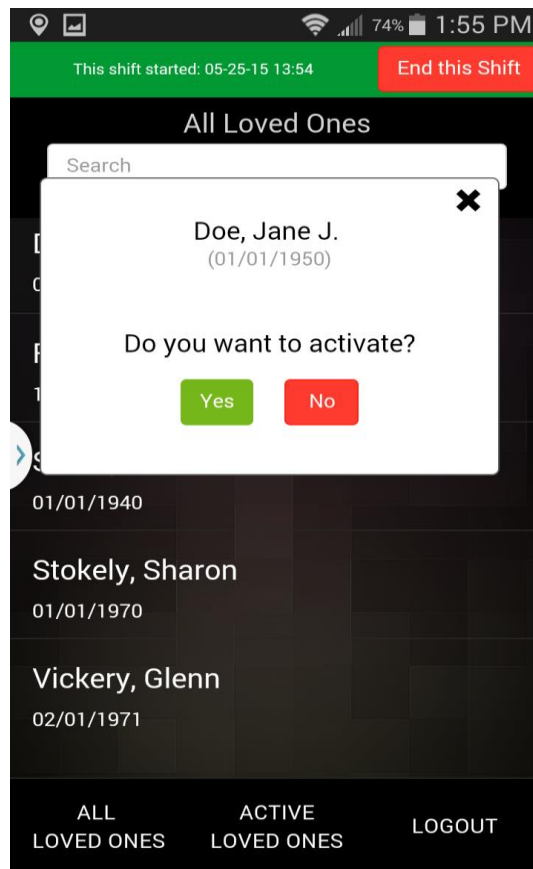 74% 1:55 PM
This shift started: 05-25-15 13:54
End this Shift
All Loved Ones
Search
Doe, Jane J.
(01/01/1950)
Do you want to activate?
Yes
No
01/01/1940
Stokely, Sharon
01/01/1970
Vickery, Glenn
02/01/1971
ALL
LOVED ONES
ACTIVE
LOVED ONES
LOGOUT